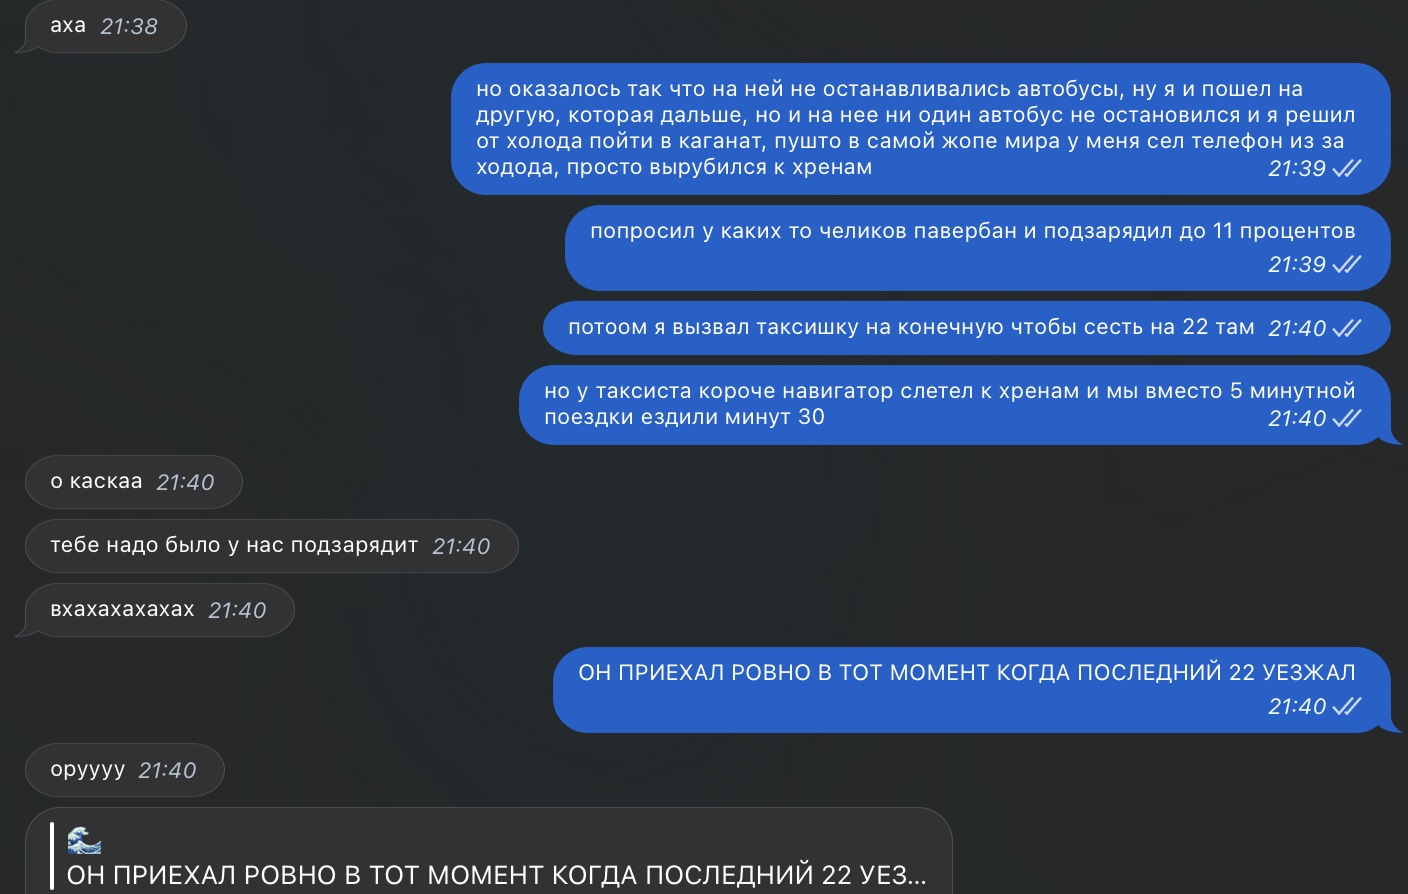 аха 21:38
но оказалось так что на ней не останавливались автобусы, ну я и пошел на
другую, которая дальше, но и на нее ни один автобус не остановился и я решил
от холода пойти в каганат, пушто в самой жопе мира у меня сел телефон из за
ходода, просто вырубился к хренам 21:39
попросил у каких то челиков павербан и подзарядил до 11 процентов
21:39
потоом я вызвал таксишку на конечную чтобы сесть на 22 там 21:40
но у таксиста короче навигатор слетел к хренам и мы вместо 5 минутной
поездки ездили минут 30 21:40
о каскаа 21:40
тебе надо было у нас подзарядит 21:40
вхахахахахах 21:40
ОН ПРИЕХАЛ РОВНО В ТОТ МОМЕНТ КОГДА ПОСЛЕДНИЙ 22 УЕЗЖАЛ
21:40
оруууу 21:40
🌊
ОН ПРИЕХАЛ РОВНО В ТОТ МОМЕНТ КОГДА ПОСЛЕДНИЙ 22 УЕЗ...